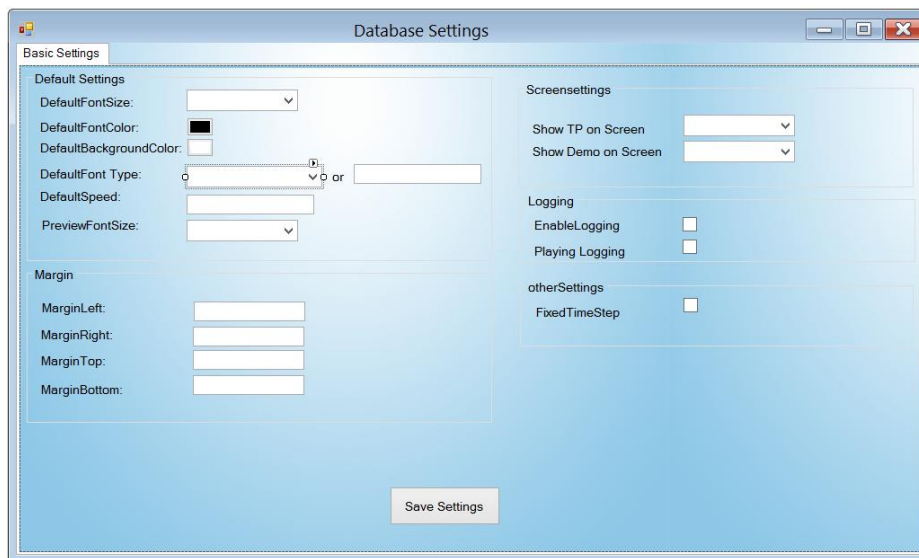 Database Settings
Basic Settings
Default Settings
DefaultFontSize:
DefaultFontColor:
DefaultBackgroundColor:
DefaultFont Type:
or
DefaultSpeed:
PreviewFontSize:
Margin
MarginLeft:
MarginRight:
MarginTop:
MarginBottom:
Screensettings
Show TP on Screen
Show Demo on Screen
Logging
EnableLogging
Playing Logging
otherSettings
FixedTimeStep
Save Settings